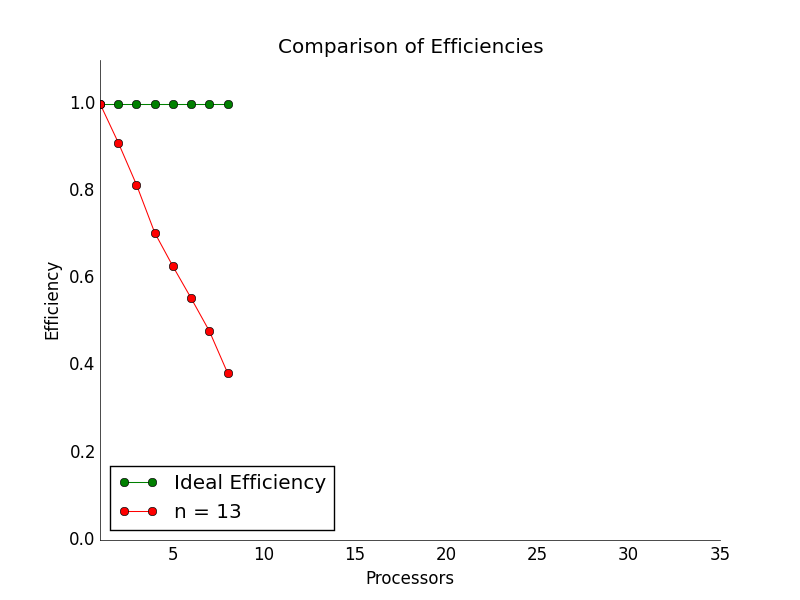 Comparison of Efficiencies
1.0
0.8
0.6
0.4
0.2
0.0
Efficiency
Ideal Efficiency
n = 13
5 10 15 20 25 30 35
Processors